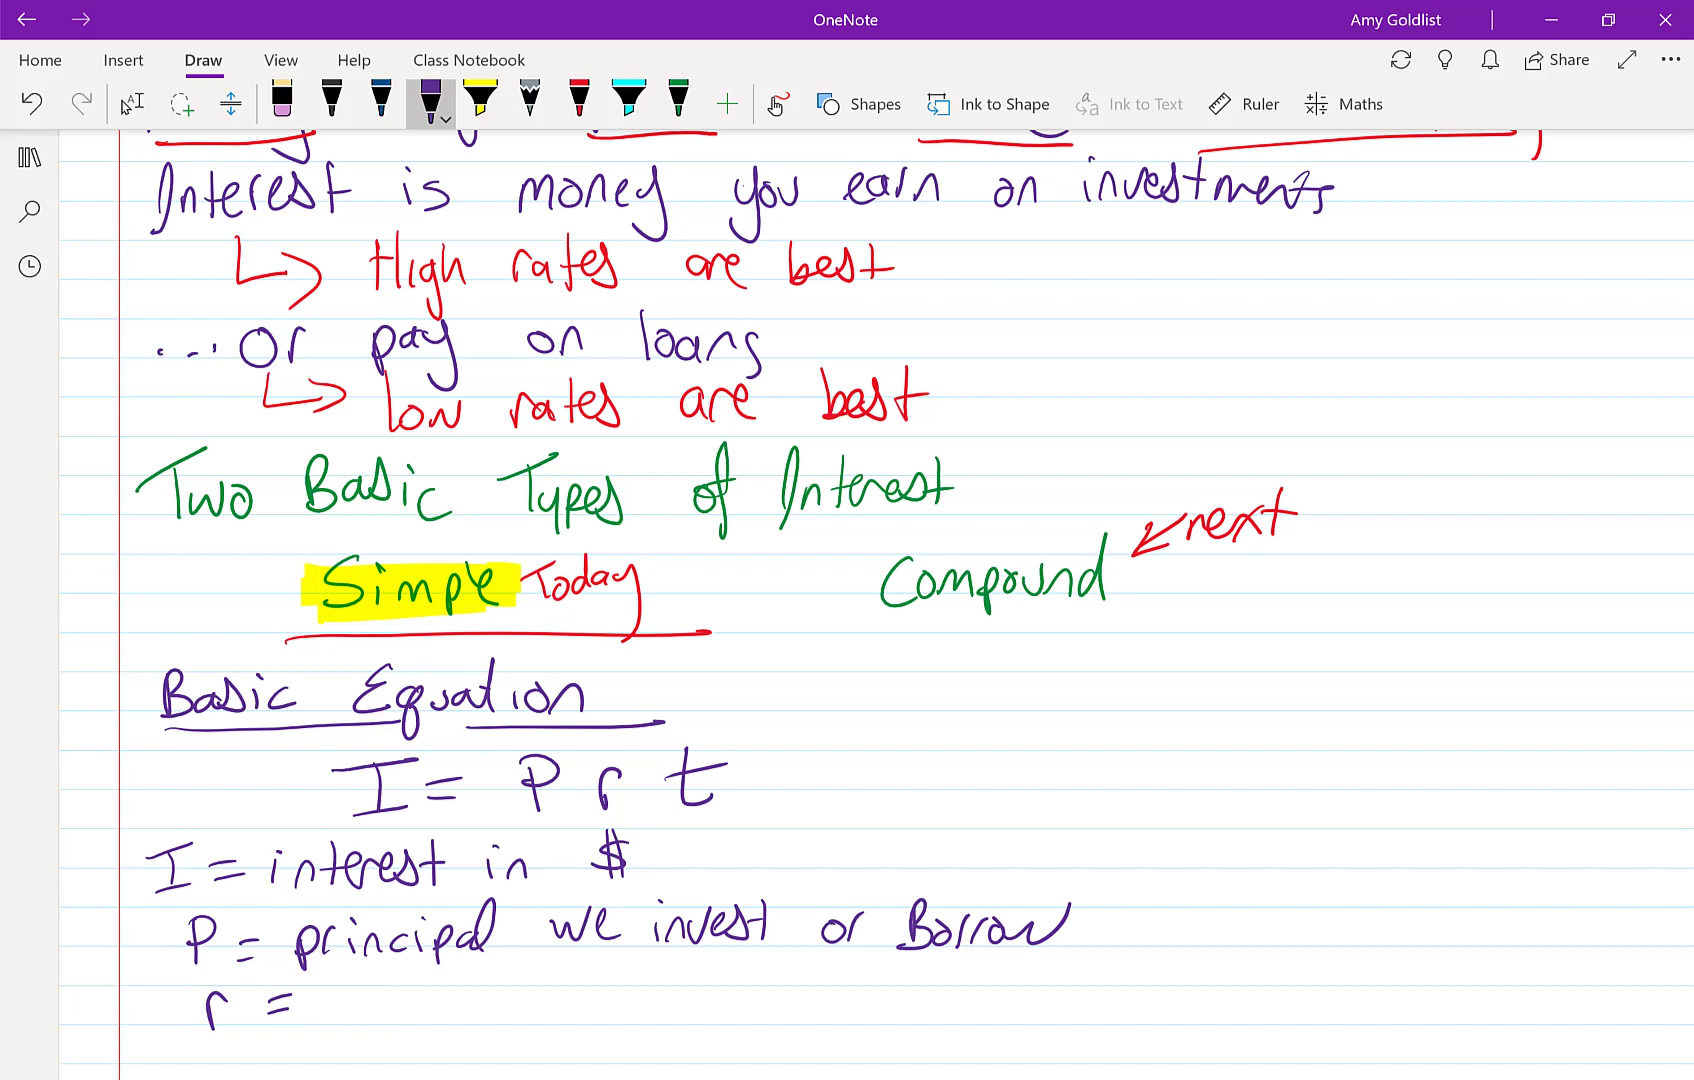 OneNote
Amy Goldlist
Home Insert Draw View Help Class Notebook
Share
Shapes Ink to Shape Ink to Text Ruler Maths
Interest is money you earn on investments
High rates are best
... Or pay on loans
Low rates are best
Two Basic Types of Interest
next
Simple Today Compound
Basic Equation
I = P r t
I = interest in $
P = principal we invest or Borrow
r =